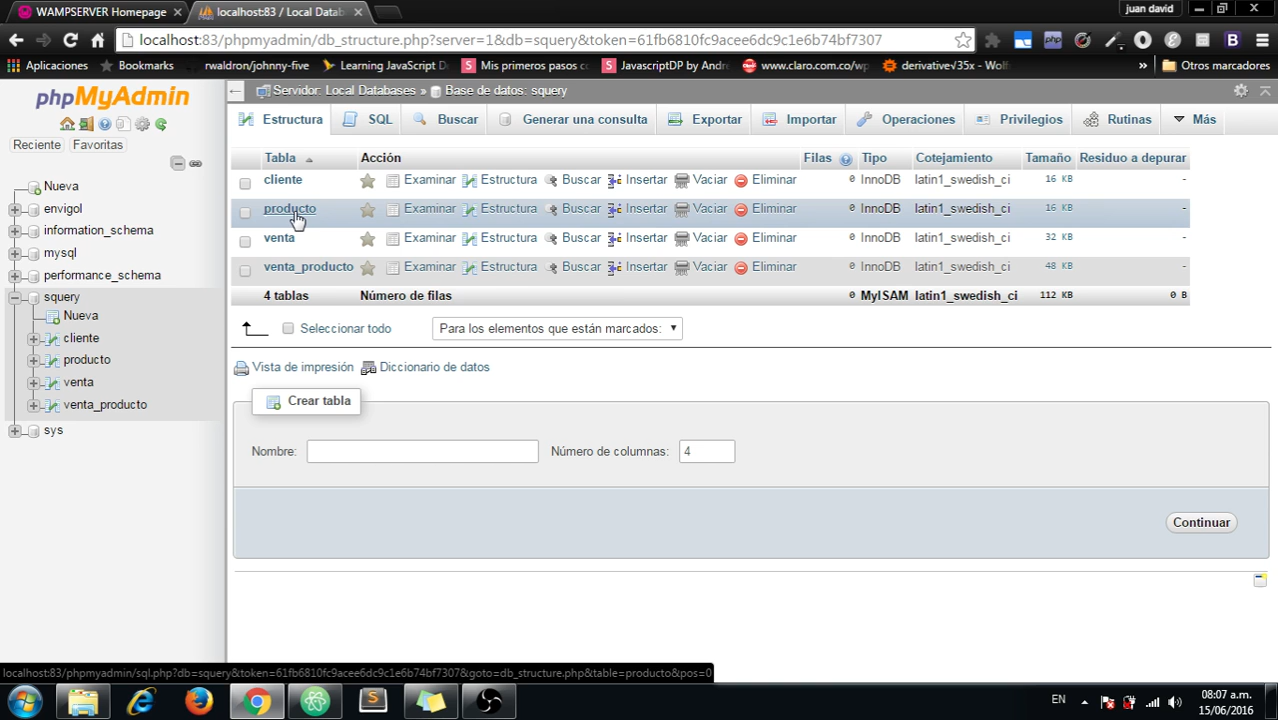 WAMPSERVER Homepage × localhost:83 / Local Datab × juan david
localhost:83/phpmyadmin/db_structure.php?server=1&db=squery&token=61fb6810fc9acee6dc9c1e6b74bf7307
Aplicaciones Bookmarks rwaldron/johnny-five Learning JavaScript D Mis primeros pasos c JavascriptDP by André www.claro.com.co/wp derivative√35x - Wolf » Otros marcadores
phpMyAdmin
Reciente Favoritas
Nueva
envigol
information_schema
mysql
performance_schema
squery
Nueva
cliente
producto
venta
venta_producto
sys
Servidor: Local Databases » Base de datos: squery
Estructura SQL Buscar Generar una consulta Exportar Importar Operaciones Privilegios Rutinas Más
Tabla Acción Filas Tipo Cotejamiento Tamaño Residuo a depurar
cliente Examinar Estructura Buscar Insertar Vaciar Eliminar 0 InnoDB latin1_swedish_ci 16 KB -
producto Examinar Estructura Buscar Insertar Vaciar Eliminar 0 InnoDB latin1_swedish_ci 16 KB -
venta Examinar Estructura Buscar Insertar Vaciar Eliminar 0 InnoDB latin1_swedish_ci 32 KB -
venta_producto Examinar Estructura Buscar Insertar Vaciar Eliminar 0 InnoDB latin1_swedish_ci 48 KB -
4 tablas Número de filas 0 MyISAM latin1_swedish_ci 112 KB 0 B
Seleccionar todo Para los elementos que están marcados:
Vista de impresión Diccionario de datos
Crear tabla
Nombre: Número de columnas: 4
Continuar
localhost:83/phpmyadmin/sql.php?db=squery&token=61fb6810fc9acee6dc9c1e6b74bf7307&goto=db_structure.php&table=producto&pos=0
EN 08:07 a.m.
15/06/2016